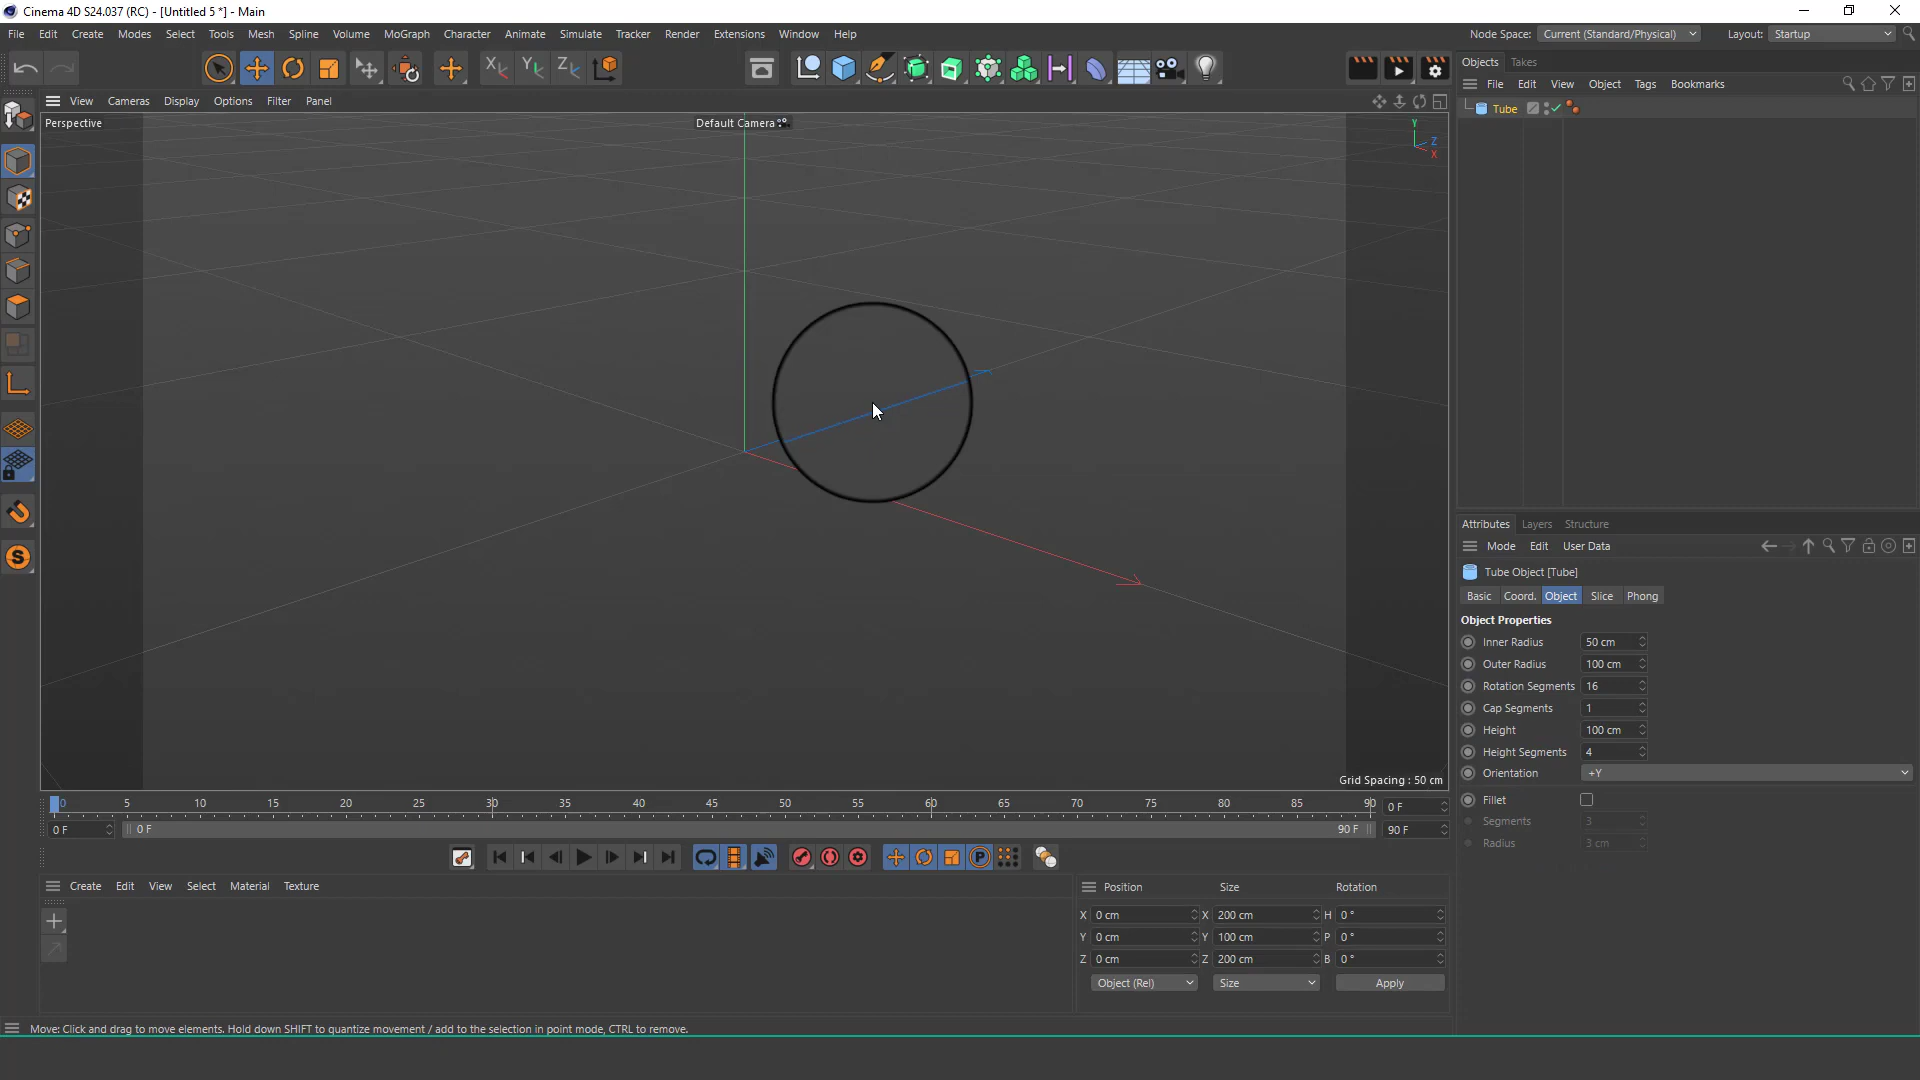 Cinema 4D S24.037 (RC) - [Untitled 5 *] - Main
File Edit Create Modes Select Tools Mesh Spline Volume MoGraph Character Animate Simulate Tracker Render Extensions Window Help
Node Space: Current (Standard/Physical) Layout: Startup
X Y Z
Objects Takes
File Edit View Object Tags Bookmarks
Tube
View Cameras Display Options Filter Panel
Perspective
Default Camera
Y
Z
X
Grid Spacing : 50 cm
Attributes Layers Structure
Mode Edit User Data
Tube Object [Tube]
Basic Coord. Object Slice Phong
Object Properties
Inner Radius 50 cm
Outer Radius 100 cm
Rotation Segments 16
Cap Segments 1
Height 100 cm
Height Segments 4
Orientation +Y
Fillet
Segments 3
Radius 3 cm
0 5 10 15 20 25 30 35 40 45 50 55 60 65 70 75 80 85 90 0 F
0 F 0 F 90 F 90 F
P
Create Edit View Select Material Texture
Position Size Rotation
X 0 cm X 200 cm H 0 °
Y 0 cm Y 100 cm P 0 °
Z 0 cm Z 200 cm B 0 °
Object (Rel) Size Apply
Move: Click and drag to move elements. Hold down SHIFT to quantize movement / add to the selection in point mode, CTRL to remove.